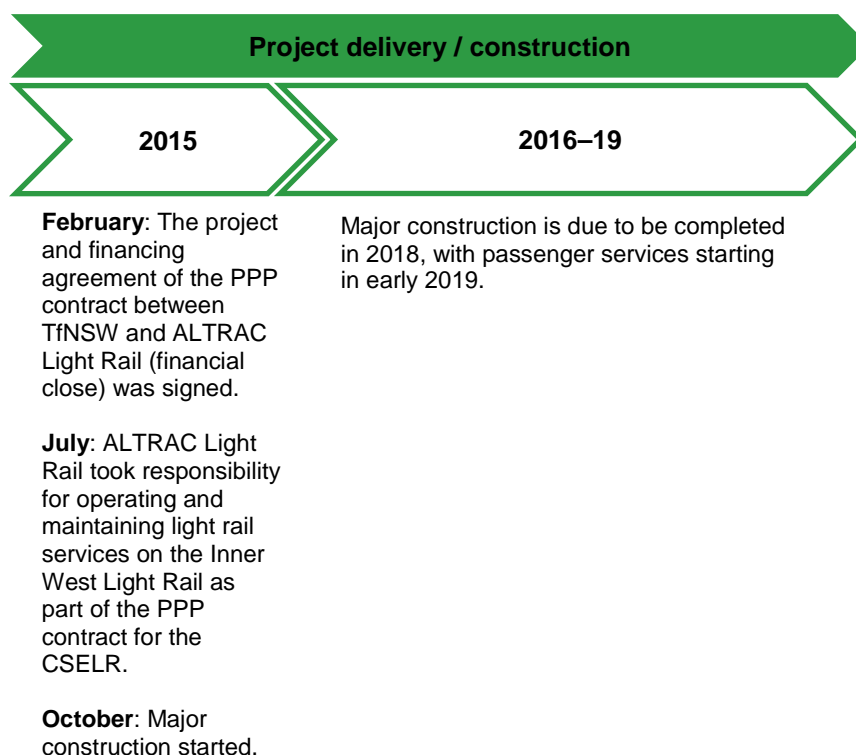 Project delivery / construction
2015
2016–19
February: The project
and financing
agreement of the PPP
contract between
TfNSW and ALTRAC
Light Rail (financial
close) was signed.
July: ALTRAC Light
Rail took responsibility
for operating and
maintaining light rail
services on the Inner
West Light Rail as
part of the PPP
contract for the
CSELR.
October: Major
construction started.
Major construction is due to be completed
in 2018, with passenger services starting
in early 2019.